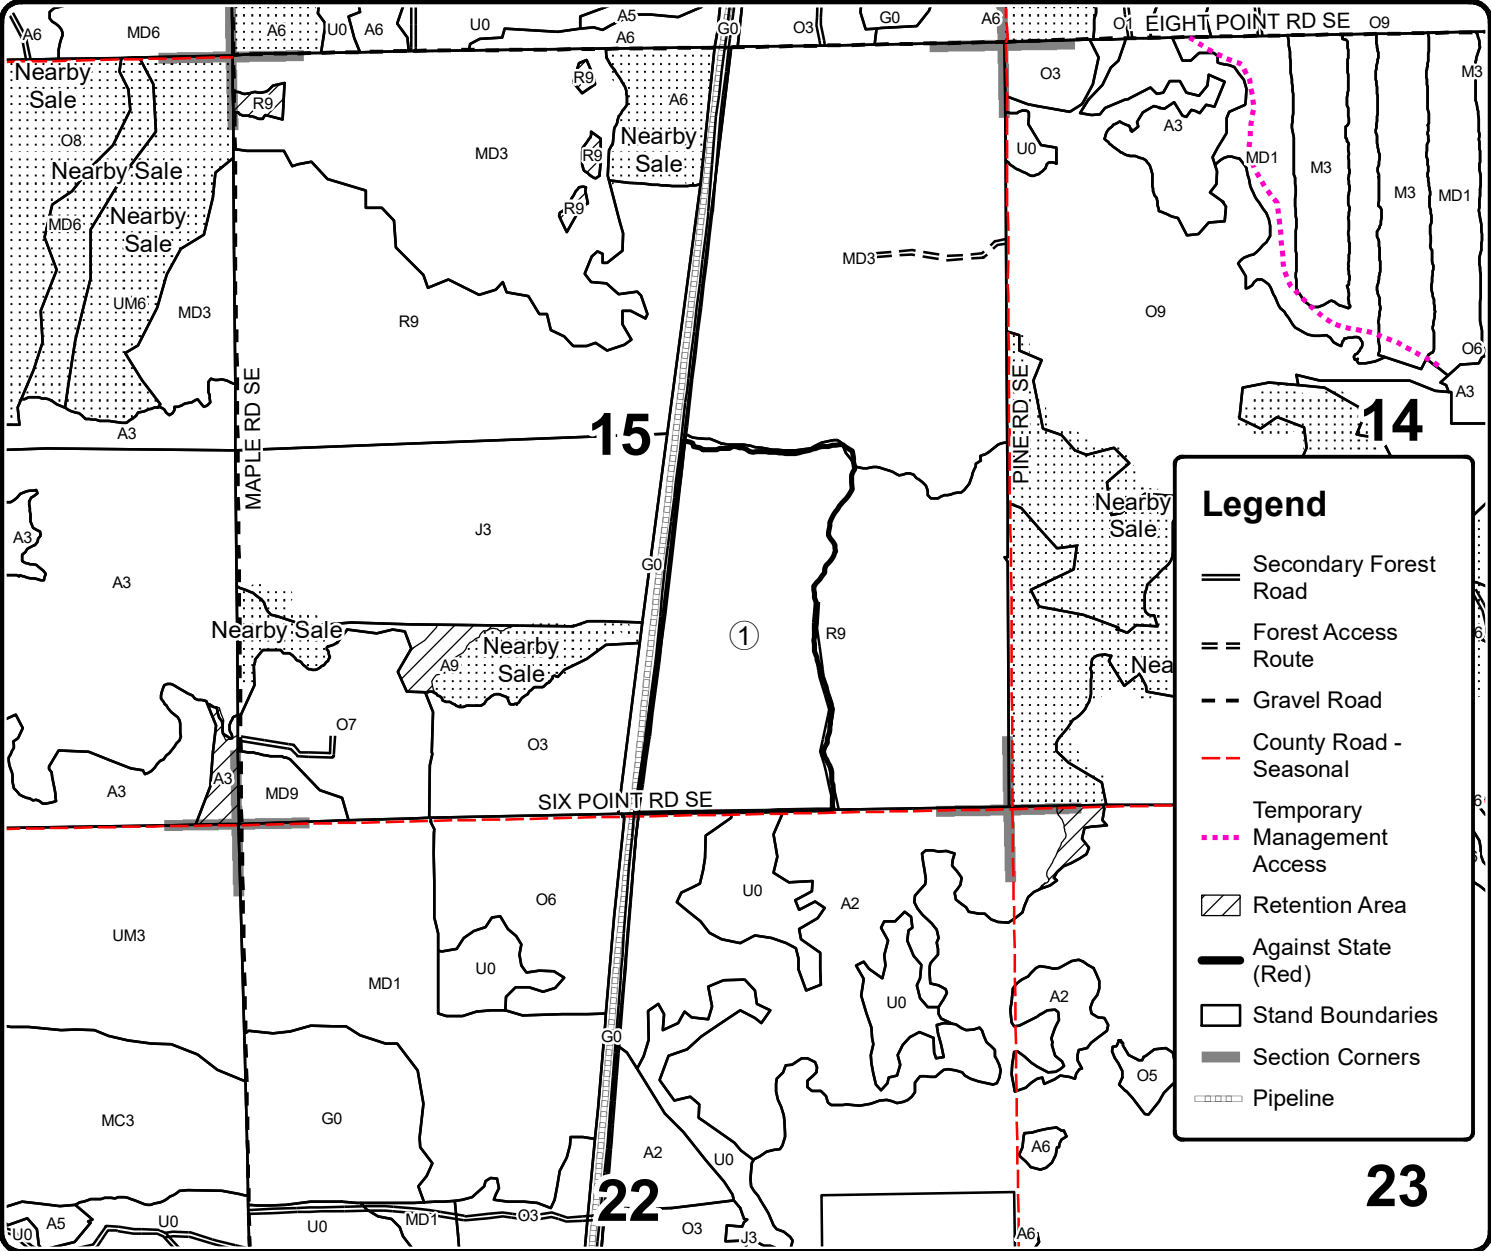 A6
MD6
A6
U0
A6
U0
A5
A6
G0
O3
G0
A6
O1
EIGHT POINT RD SE
O9
Nearby
Sale
R9
R9
A6
O3
M3
O8
Nearby Sale
MD3
R9
Nearby
Sale
U0
A3
MD1
M3
M3
MD1
MD6
Nearby
Sale
R9
MD3
UM6
MD3
R9
O9
O6
A3
MAPLE RD SE
PINE RD SE
A3
15
14
A3
J3
A3
G0
Nearby
Sale
Nearby Sale
A9
Nearby
Sale
1
R9
Nea
O7
O3
A3
A3
MD9
SIX POINT RD SE
Legend
Secondary Forest
Road
Forest Access
Route
Gravel Road
County Road -
Seasonal
Temporary
Management
Access
Retention Area
Against State
(Red)
Stand Boundaries
Section Corners
Pipeline
6
6
U0
A2
O6
UM3
U0
MD1
U0
A2
G0
O5
MC3
G0
A2
U0
A6
22
23
A5
U0
U0
U0
MD1
O3
O3
J3
A6